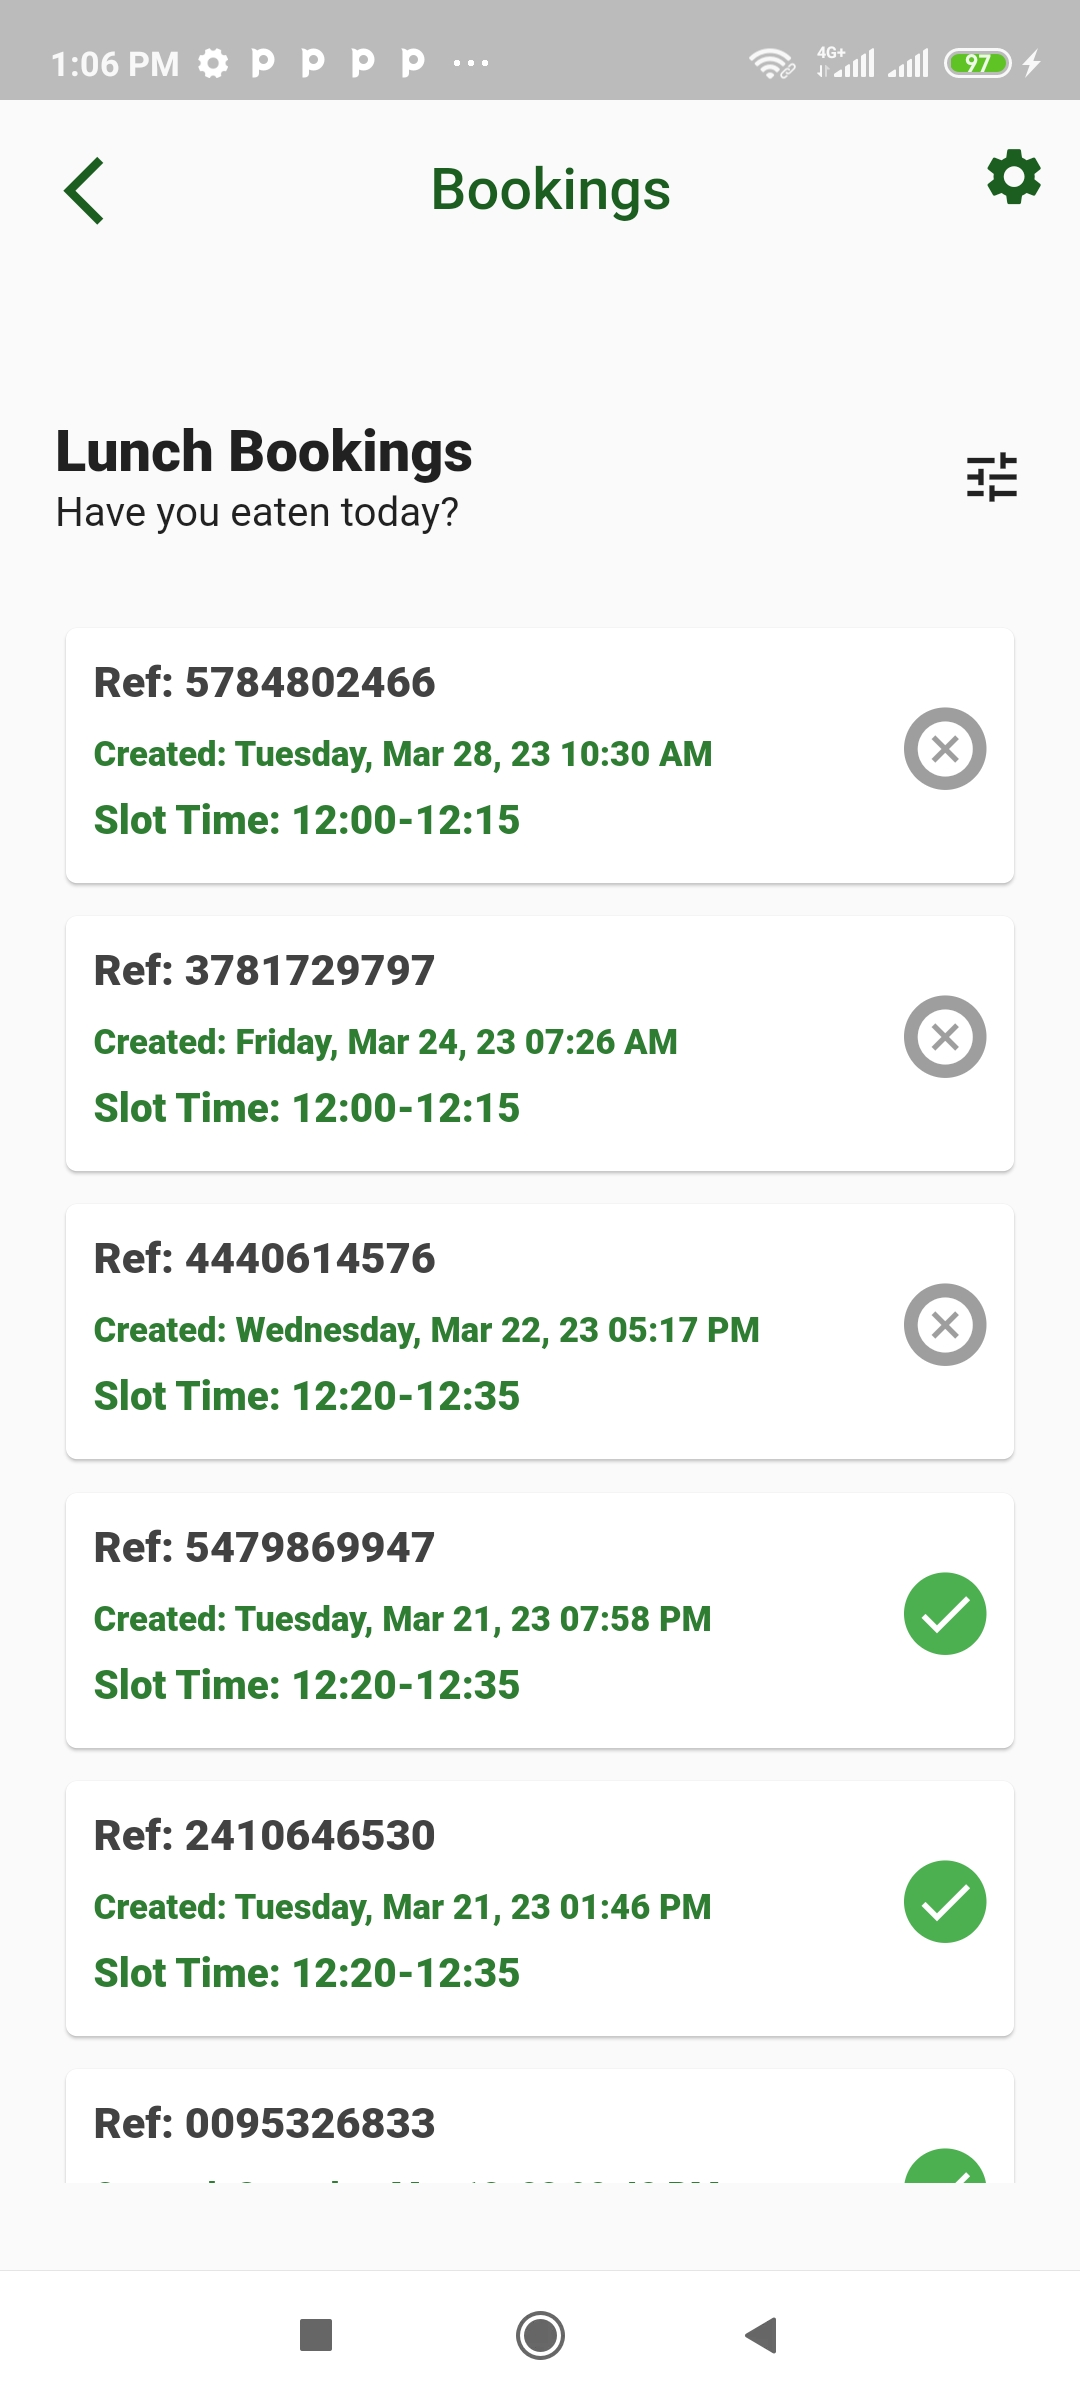 1:06 PM
4G+
97
Bookings
Lunch Bookings
Have you eaten today?
Ref: 5784802466
Created: Tuesday, Mar 28, 23 10:30 AM
Slot Time: 12:00-12:15
Ref: 3781729797
Created: Friday, Mar 24, 23 07:26 AM
Slot Time: 12:00-12:15
Ref: 4440614576
Created: Wednesday, Mar 22, 23 05:17 PM
Slot Time: 12:20-12:35
Ref: 5479869947
Created: Tuesday, Mar 21, 23 07:58 PM
Slot Time: 12:20-12:35
Ref: 2410646530
Created: Tuesday, Mar 21, 23 01:46 PM
Slot Time: 12:20-12:35
Ref: 0095326833